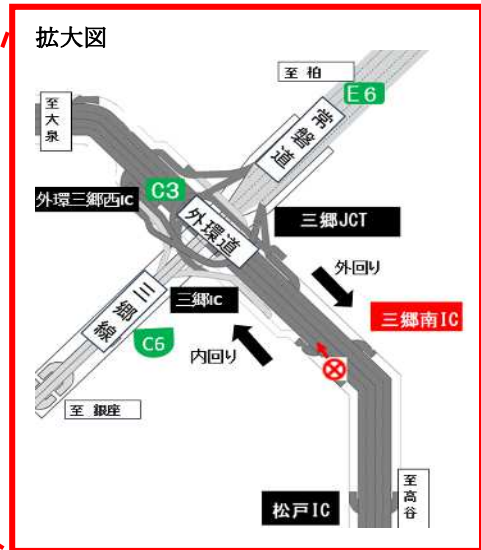 拡大図
至 柏
E6
至大泉
常磐道
C3
外環三郷西IC
外環道
三郷JCT
外回り
三郷線
三郷IC
三郷南IC
C6
内回り
至 銀座
至高谷
松戸IC